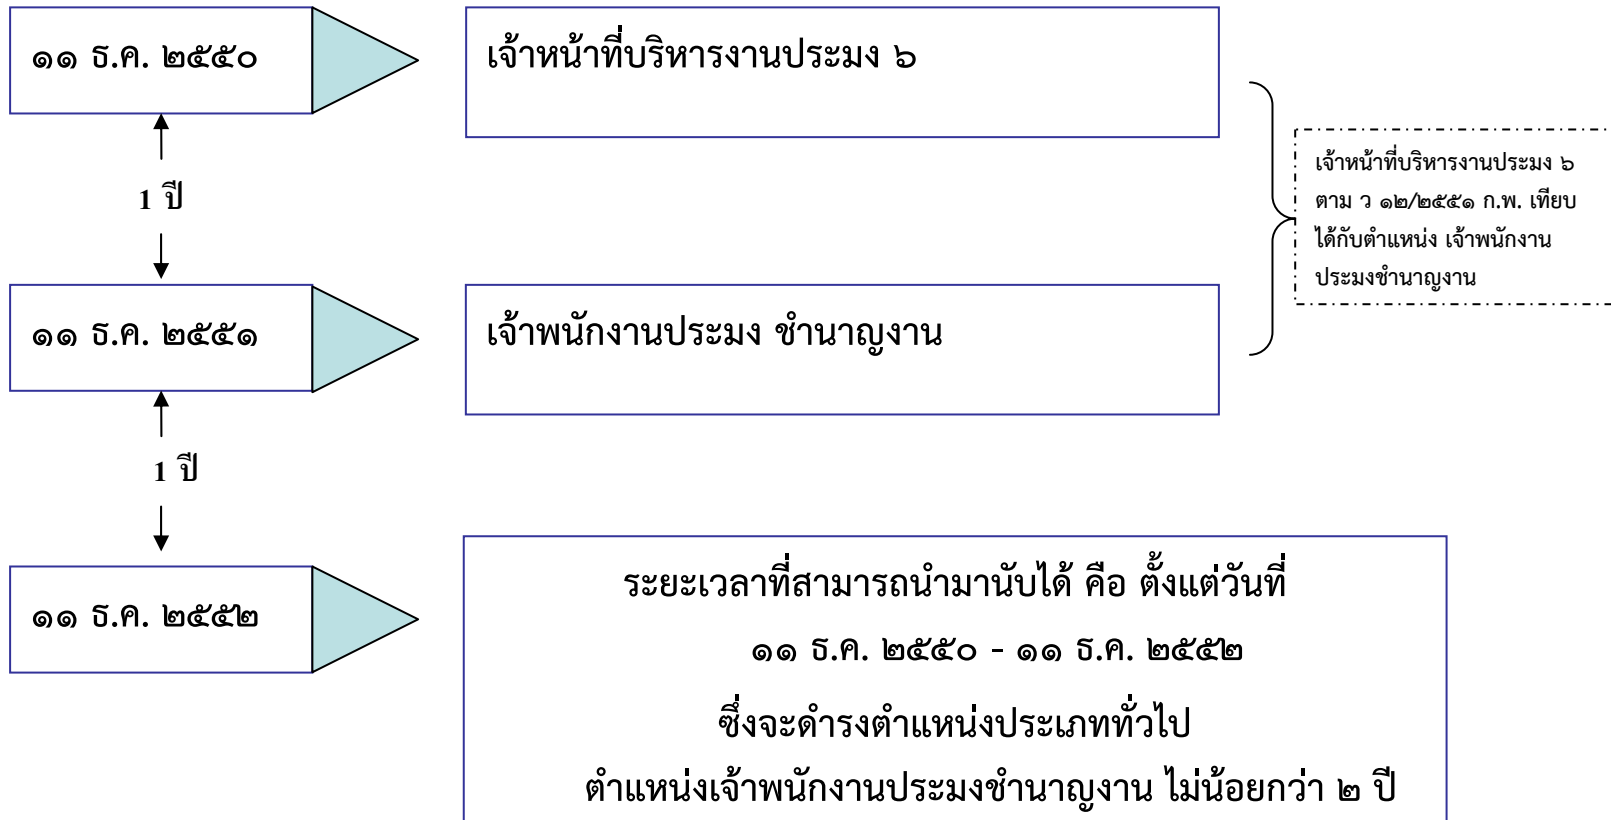 ๑๑ ธ.ค. ๒๕๕๐
เจ้าหน้าที่บริหารงานประมง ๖
เจ้าหน้าที่บริหารงานประมง ๖
ตาม ว ๑๒/๒๕๕๑ ก.พ. เทียบ
ได้กับตำแหน่ง เจ้าพนักงาน
ประมงชำนาญงาน
1 ปี
๑๑ ธ.ค. ๒๕๕๑
เจ้าพนักงานประมง ชำนาญงาน
1 ปี
๑๑ ธ.ค. ๒๕๕๒
ระยะเวลาที่สามารถนำมานับได้ คือ ตั้งแต่วันที่
๑๑ ธ.ค. ๒๕๕๐ - ๑๑ ธ.ค. ๒๕๕๒
ซึ่งจะดำรงตำแหน่งประเภททั่วไป
ตำแหน่งเจ้าพนักงานประมงชำนาญงาน ไม่น้อยกว่า ๒ ปี